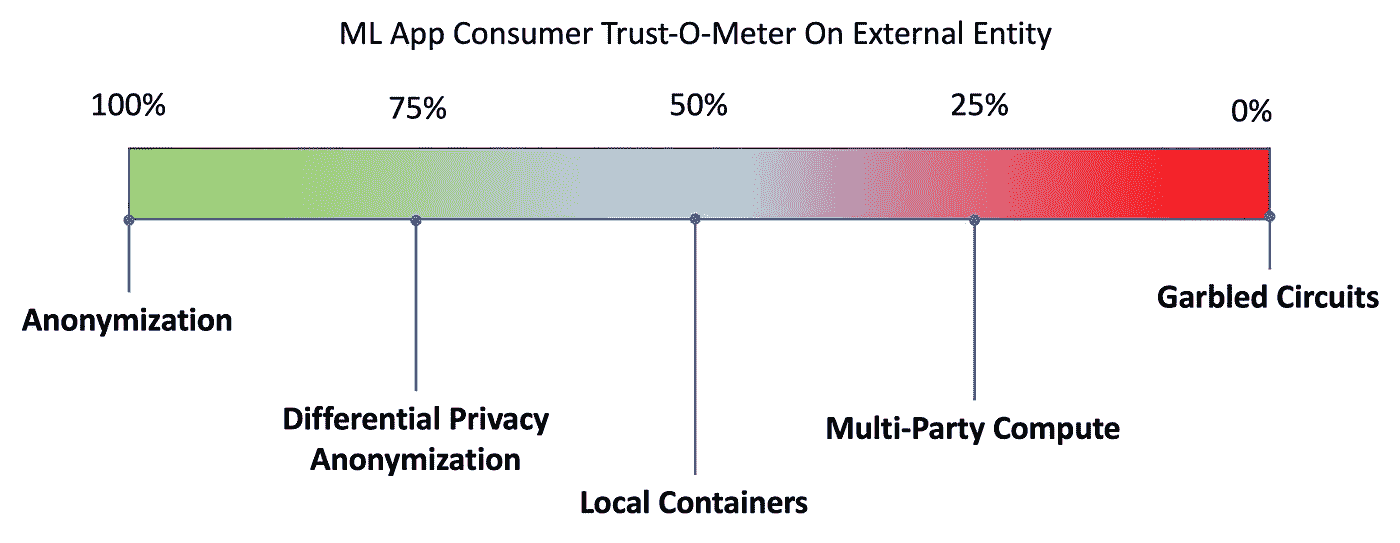 ML App Consumer Trust-O-Meter On External Entity
100%
75%
50%
25%
0%
Anonymization
Differential Privacy
Anonymization
Local Containers
Multi-Party Compute
Garbled Circuits